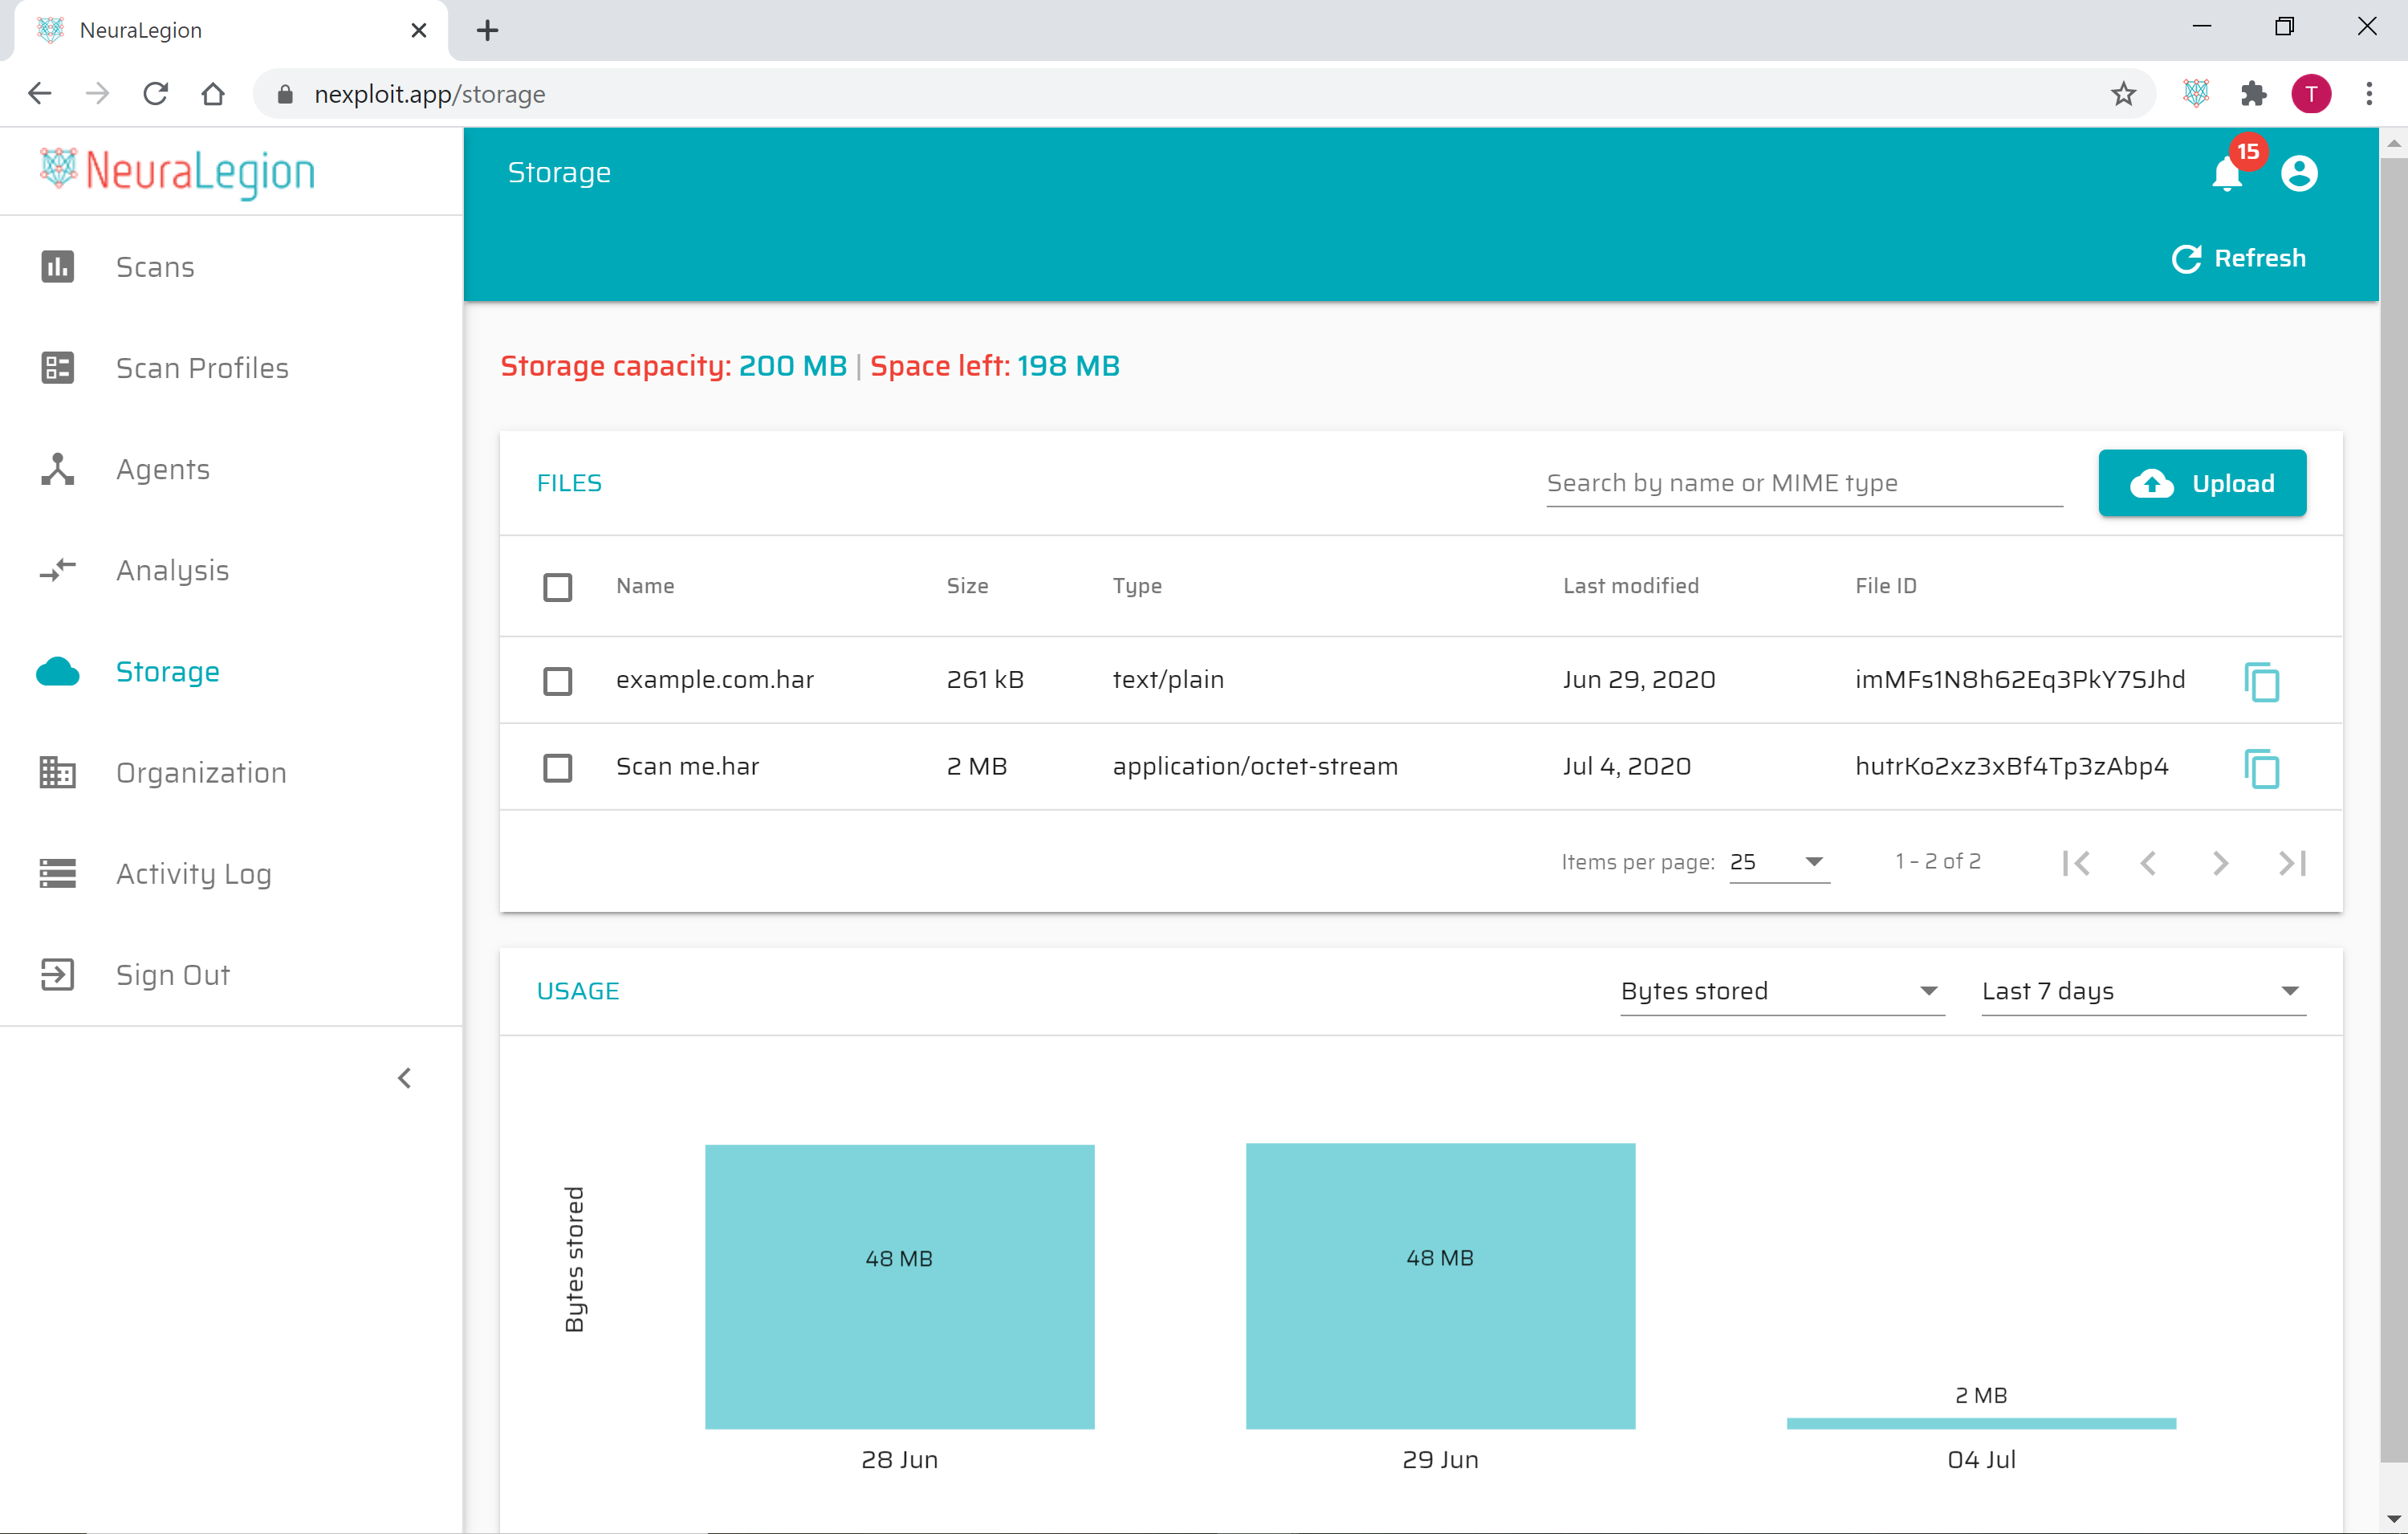 NeuraLegion
nexploit.app/storage
T
NeuraLegion
Storage
15
Refresh
Scans
Scan Profiles
Agents
Analysis
Storage
Organization
Activity Log
Sign Out
Storage capacity: 200 MB | Space left: 198 MB
FILES
Search by name or MIME type
Upload
Name Size Type Last modified File ID
example.com.har 261 kB text/plain Jun 29, 2020 imMFs1N8h62Eq3PkY7SJhd
Scan me.har 2 MB application/octet-stream Jul 4, 2020 hutrKo2xz3xBf4Tp3zAbp4
Items per page: 25 1 – 2 of 2
USAGE
Bytes stored
Last 7 days
Bytes stored
48 MB
48 MB
2 MB
28 Jun
29 Jun
04 Jul